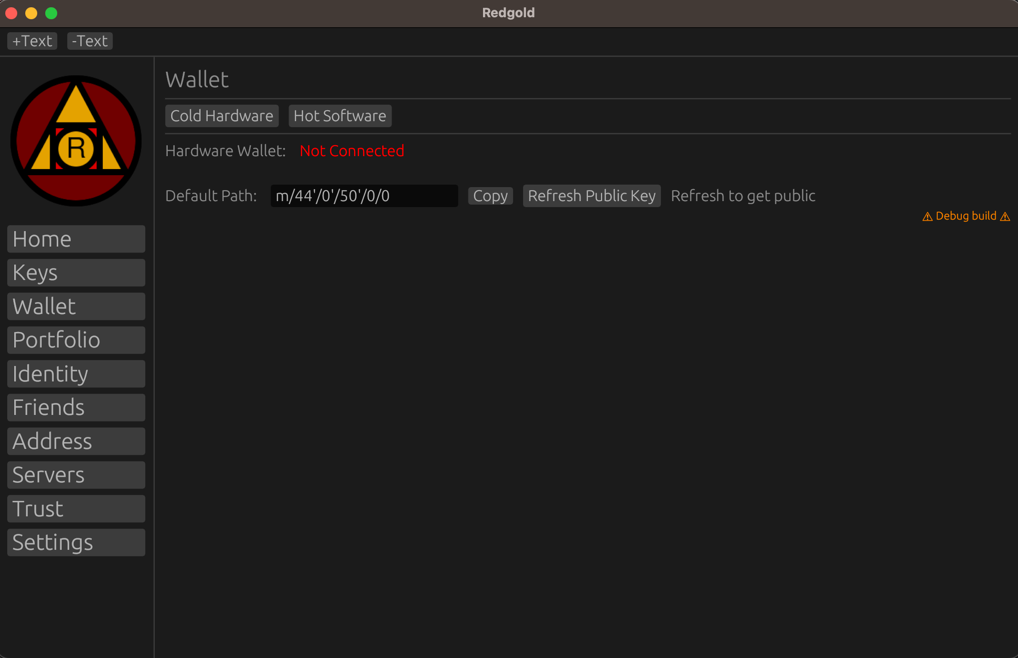 Redgold
+Text -Text
R
Wallet
Cold Hardware Hot Software
Hardware Wallet: Not Connected
Default Path: m/44'/0'/50'/0/0 Copy Refresh Public Key Refresh to get public
⚠ Debug build ⚠
Home
Keys
Wallet
Portfolio
Identity
Friends
Address
Servers
Trust
Settings